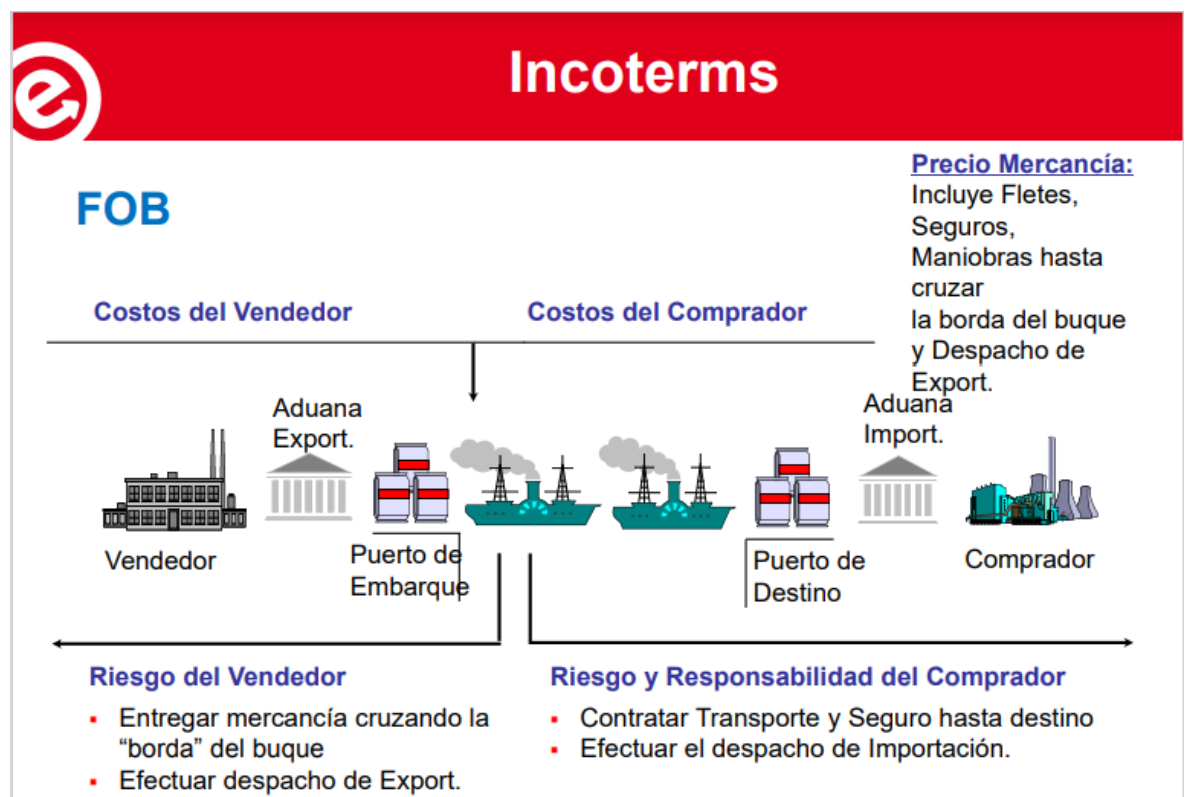 Incoterms
FOB
Precio Mercancía:
Incluye Fletes,
Seguros,
Maniobras hasta
cruzar
la borda del buque
y Despacho de
Export.
Costos del Vendedor
Costos del Comprador
Aduana
Export.
Aduana
Import.
Vendedor
Puerto de
Embarque
Puerto de
Destino
Comprador
Riesgo del Vendedor
▪ Entregar mercancía cruzando la
“borda” del buque
▪ Efectuar despacho de Export.
Riesgo y Responsabilidad del Comprador
▪ Contratar Transporte y Seguro hasta destino
▪ Efectuar el despacho de Importación.